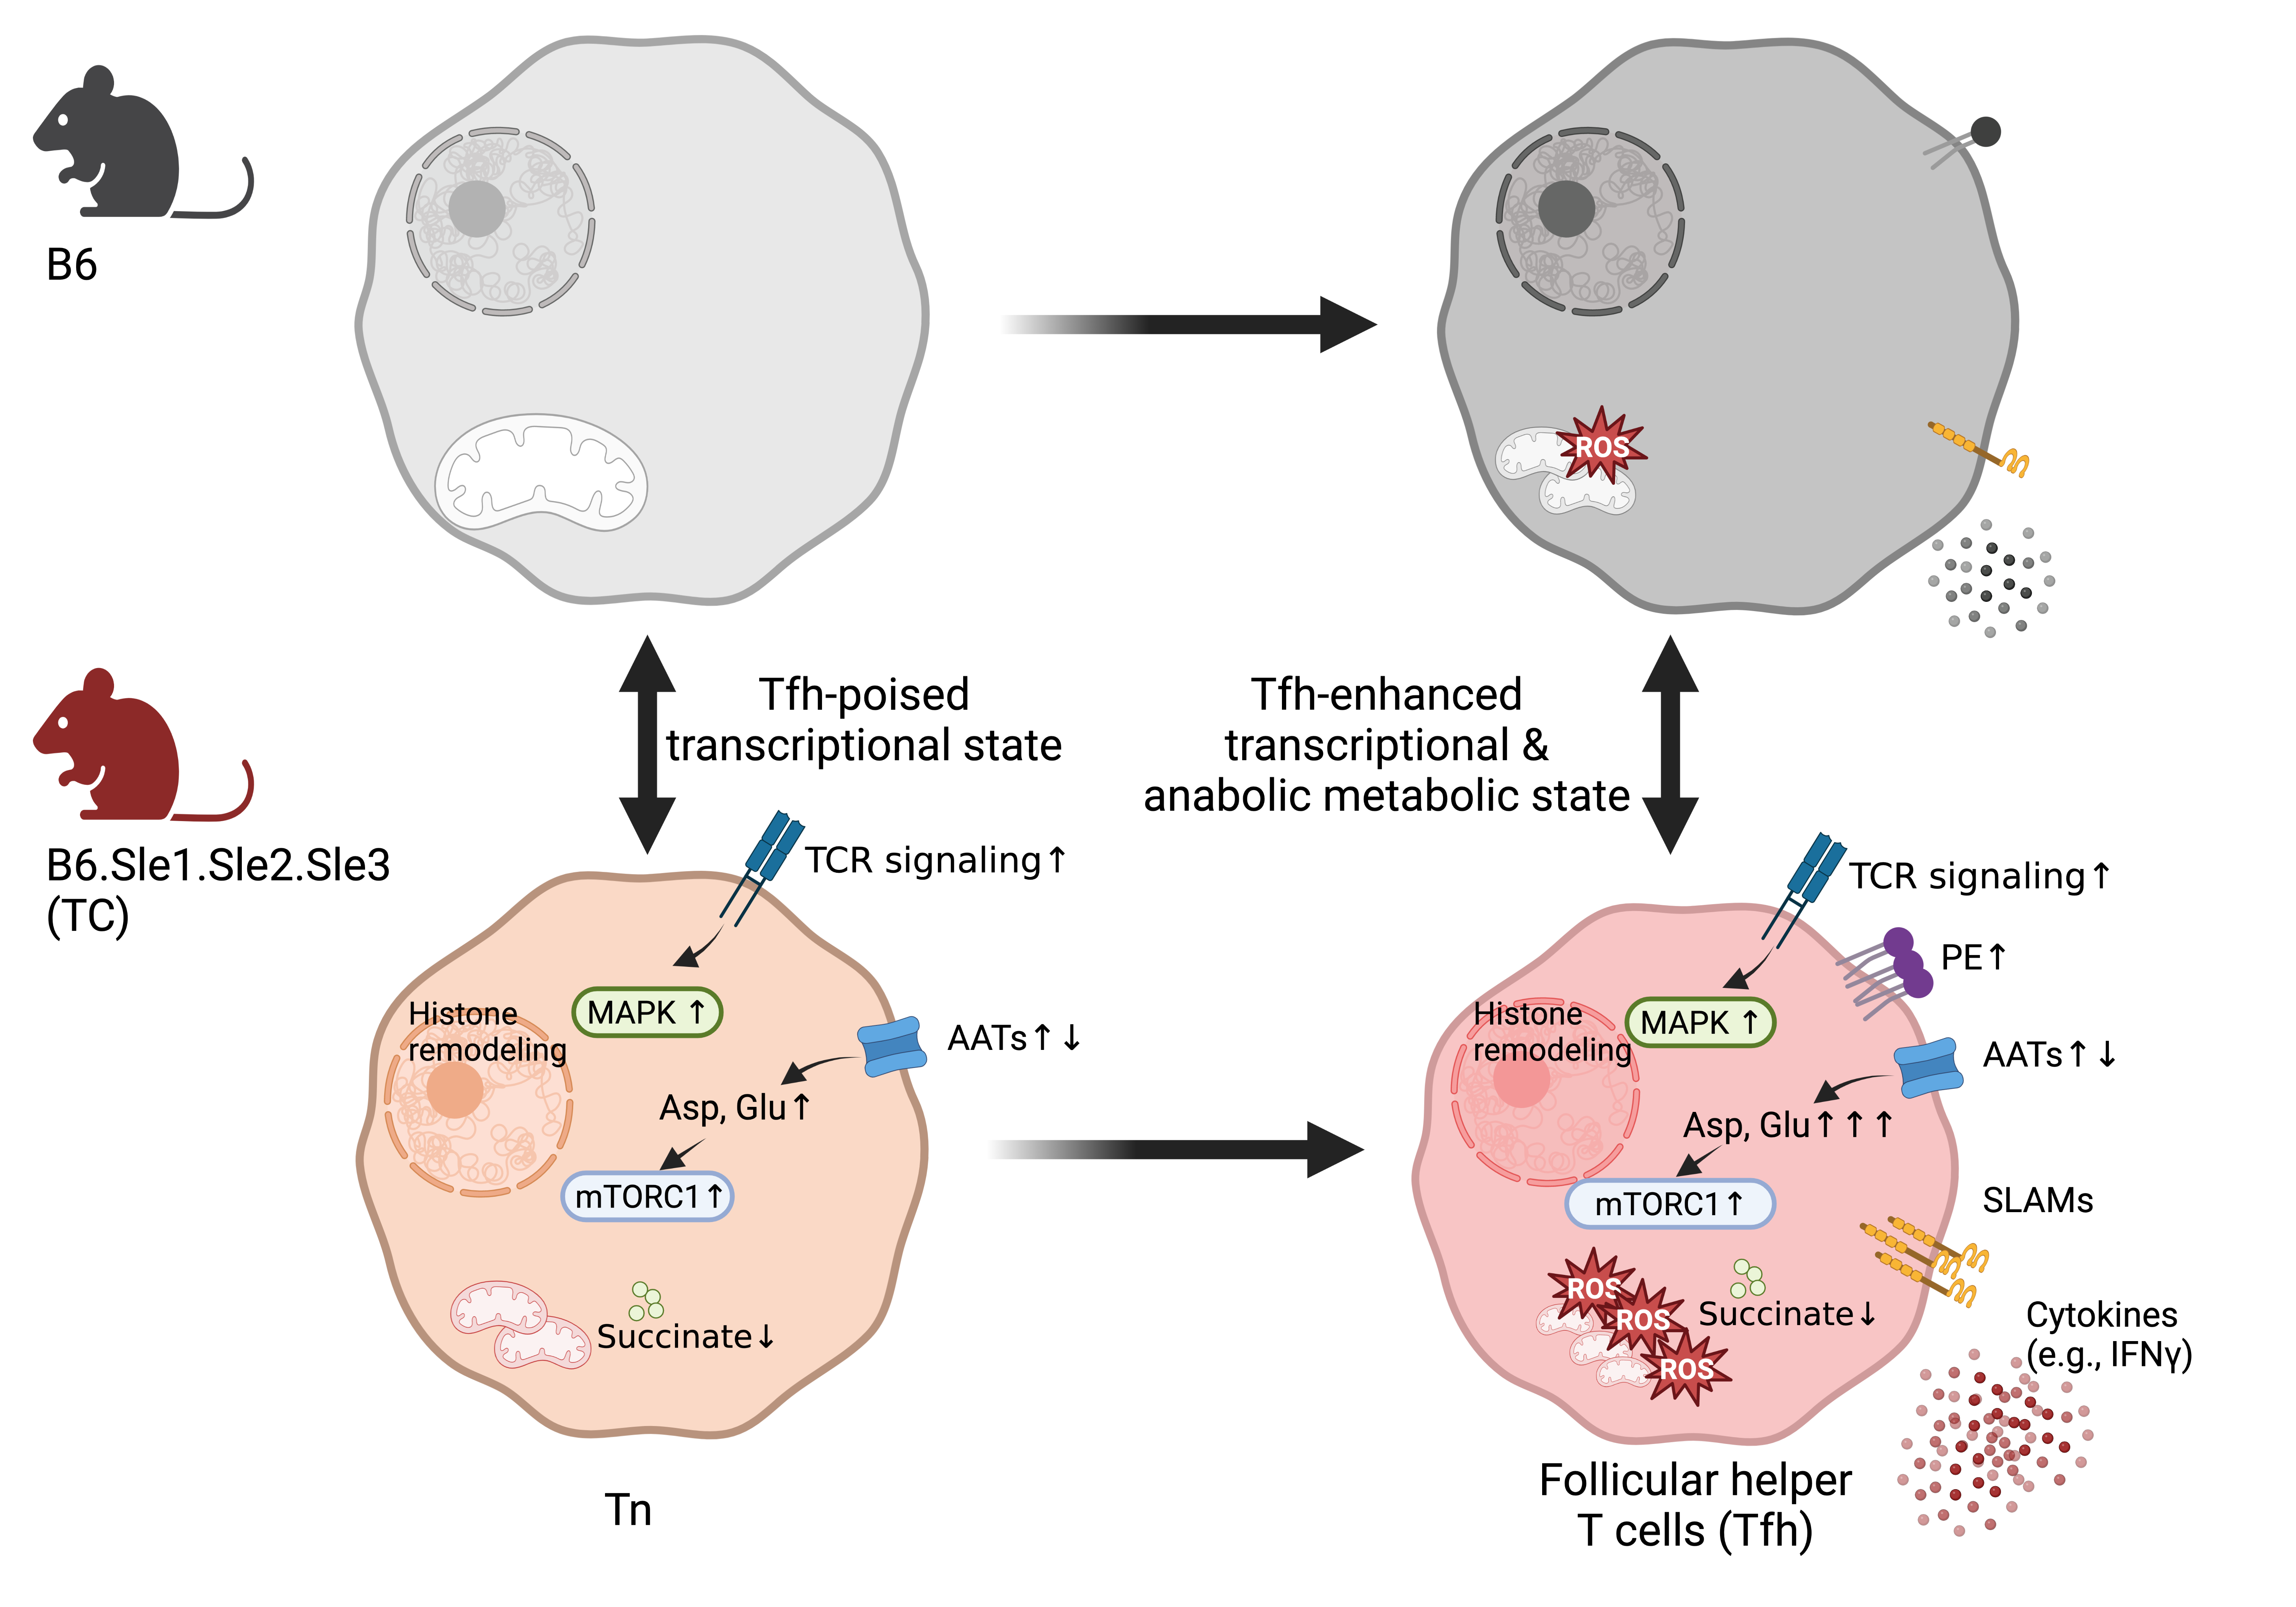 B6
ROS
Tfh-poised
transcriptional state
Tfh-enhanced
transcriptional &
anabolic metabolic state
B6.Sle1.Sle2.Sle3
(TC)
TCR signaling↑
MAPK ↑
Histone
remodeling
AATs↑↓
Asp, Glu↑
mTORC1↑
Succinate↓
Tn
TCR signaling↑
PE↑
Histone
remodeling
MAPK ↑
AATs↑↓
Asp, Glu↑↑↑
mTORC1↑
SLAMs
ROS
ROS
ROS
Succinate↓
Cytokines
(e.g., IFNγ)
Follicular helper
T cells (Tfh)